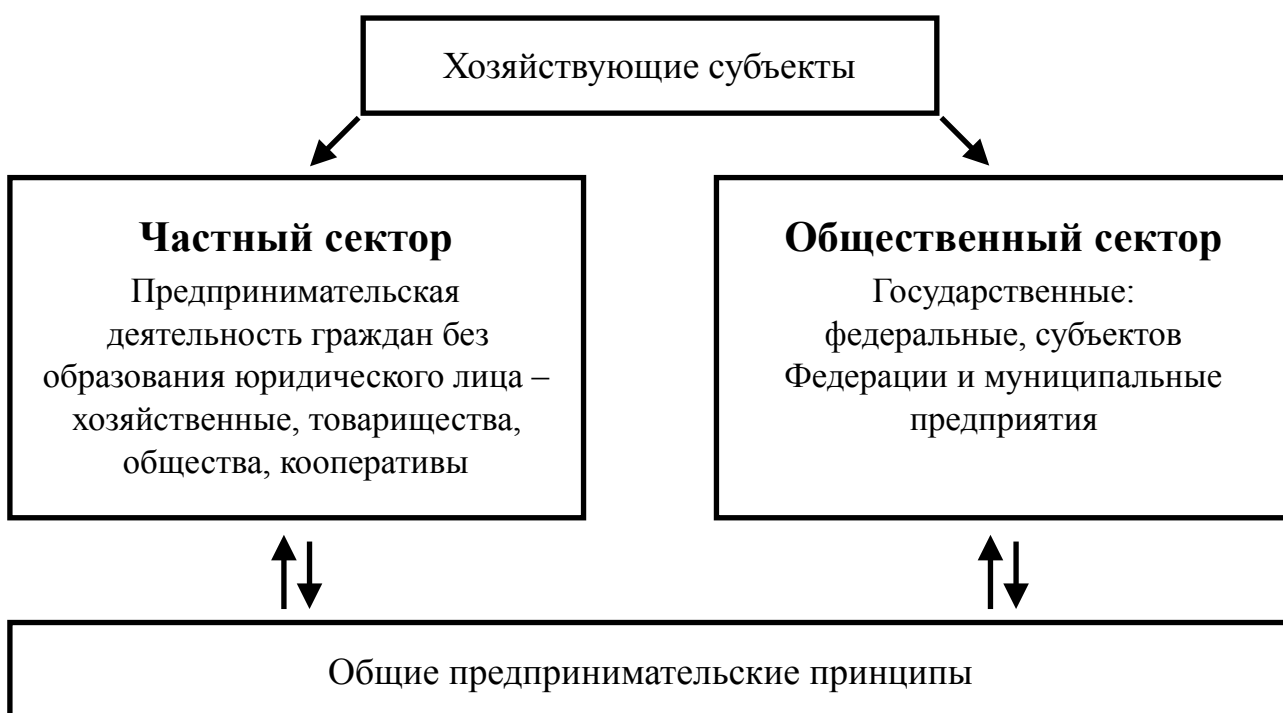 Хозяйствующие субъекты
Частный сектор
Предпринимательская
деятельность граждан без
образования юридического лица –
хозяйственные, товарищества,
общества, кооперативы
Общественный сектор
Государственные:
федеральные, субъектов
Федерации и муниципальные
предприятия
Общие предпринимательские принципы